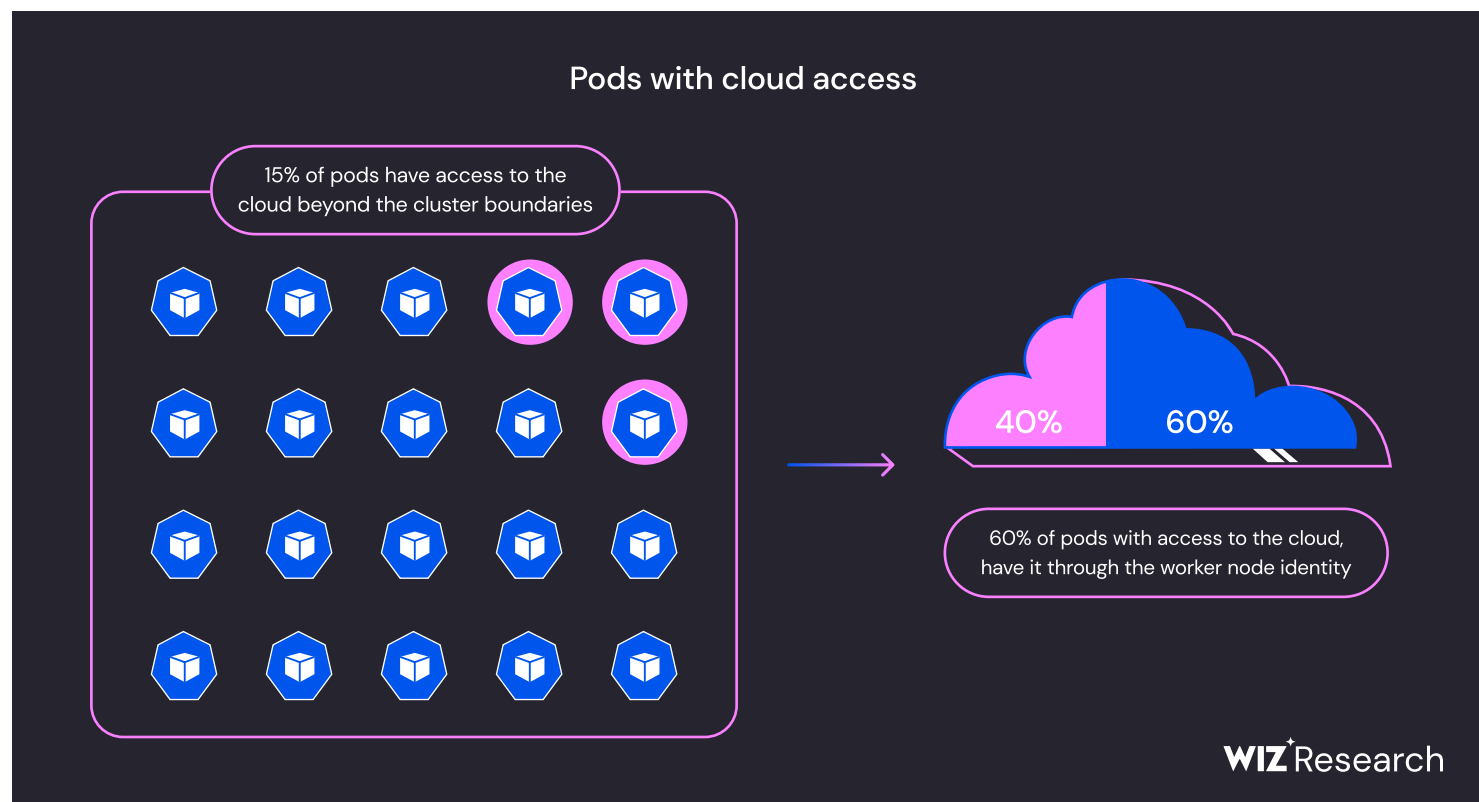 Pods with cloud access
15% of pods have access to the
cloud beyond the cluster boundaries
40%
60%
60% of pods with access to the cloud,
have it through the worker node identity
WIZ Research